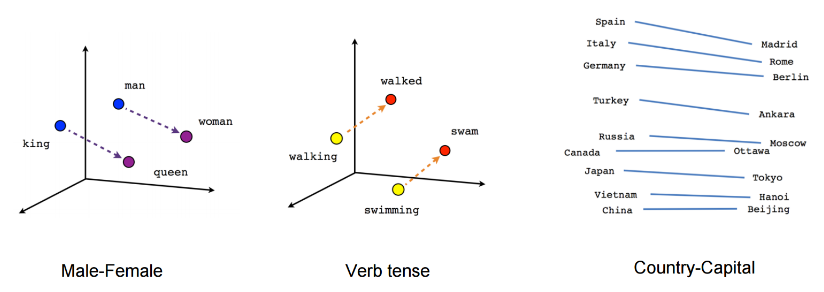 man
woman
king
queen
Male-Female
walked
swam
walking
swimming
Verb tense
Spain
Madrid
Italy
Rome
Germany
Berlin
Turkey
Ankara
Russia
Moscow
Canada
Ottawa
Japan
Tokyo
Vietnam
Hanoi
China
Beijing
Country-Capital